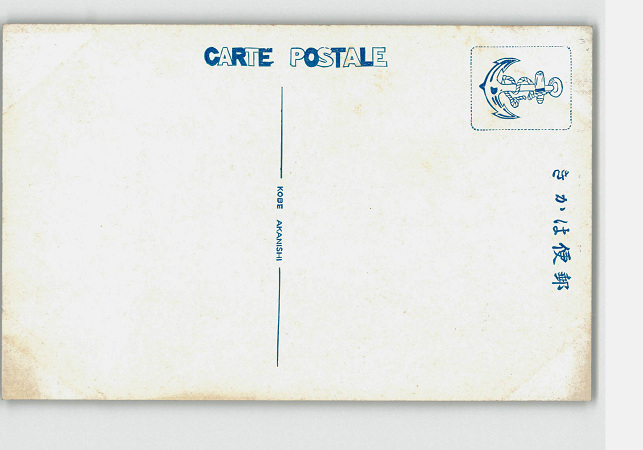 CARTE POSTALE
KOBE AKANISHI
きかは便郵